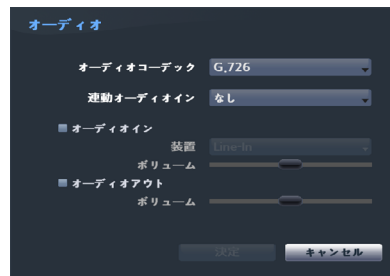 オーディオ
オーディオコーデック G.726
連動オーディオイン なし
オーディオイン
装置 Line-In
ボリューム
オーディオアウト
ボリューム
決定 キャンセル